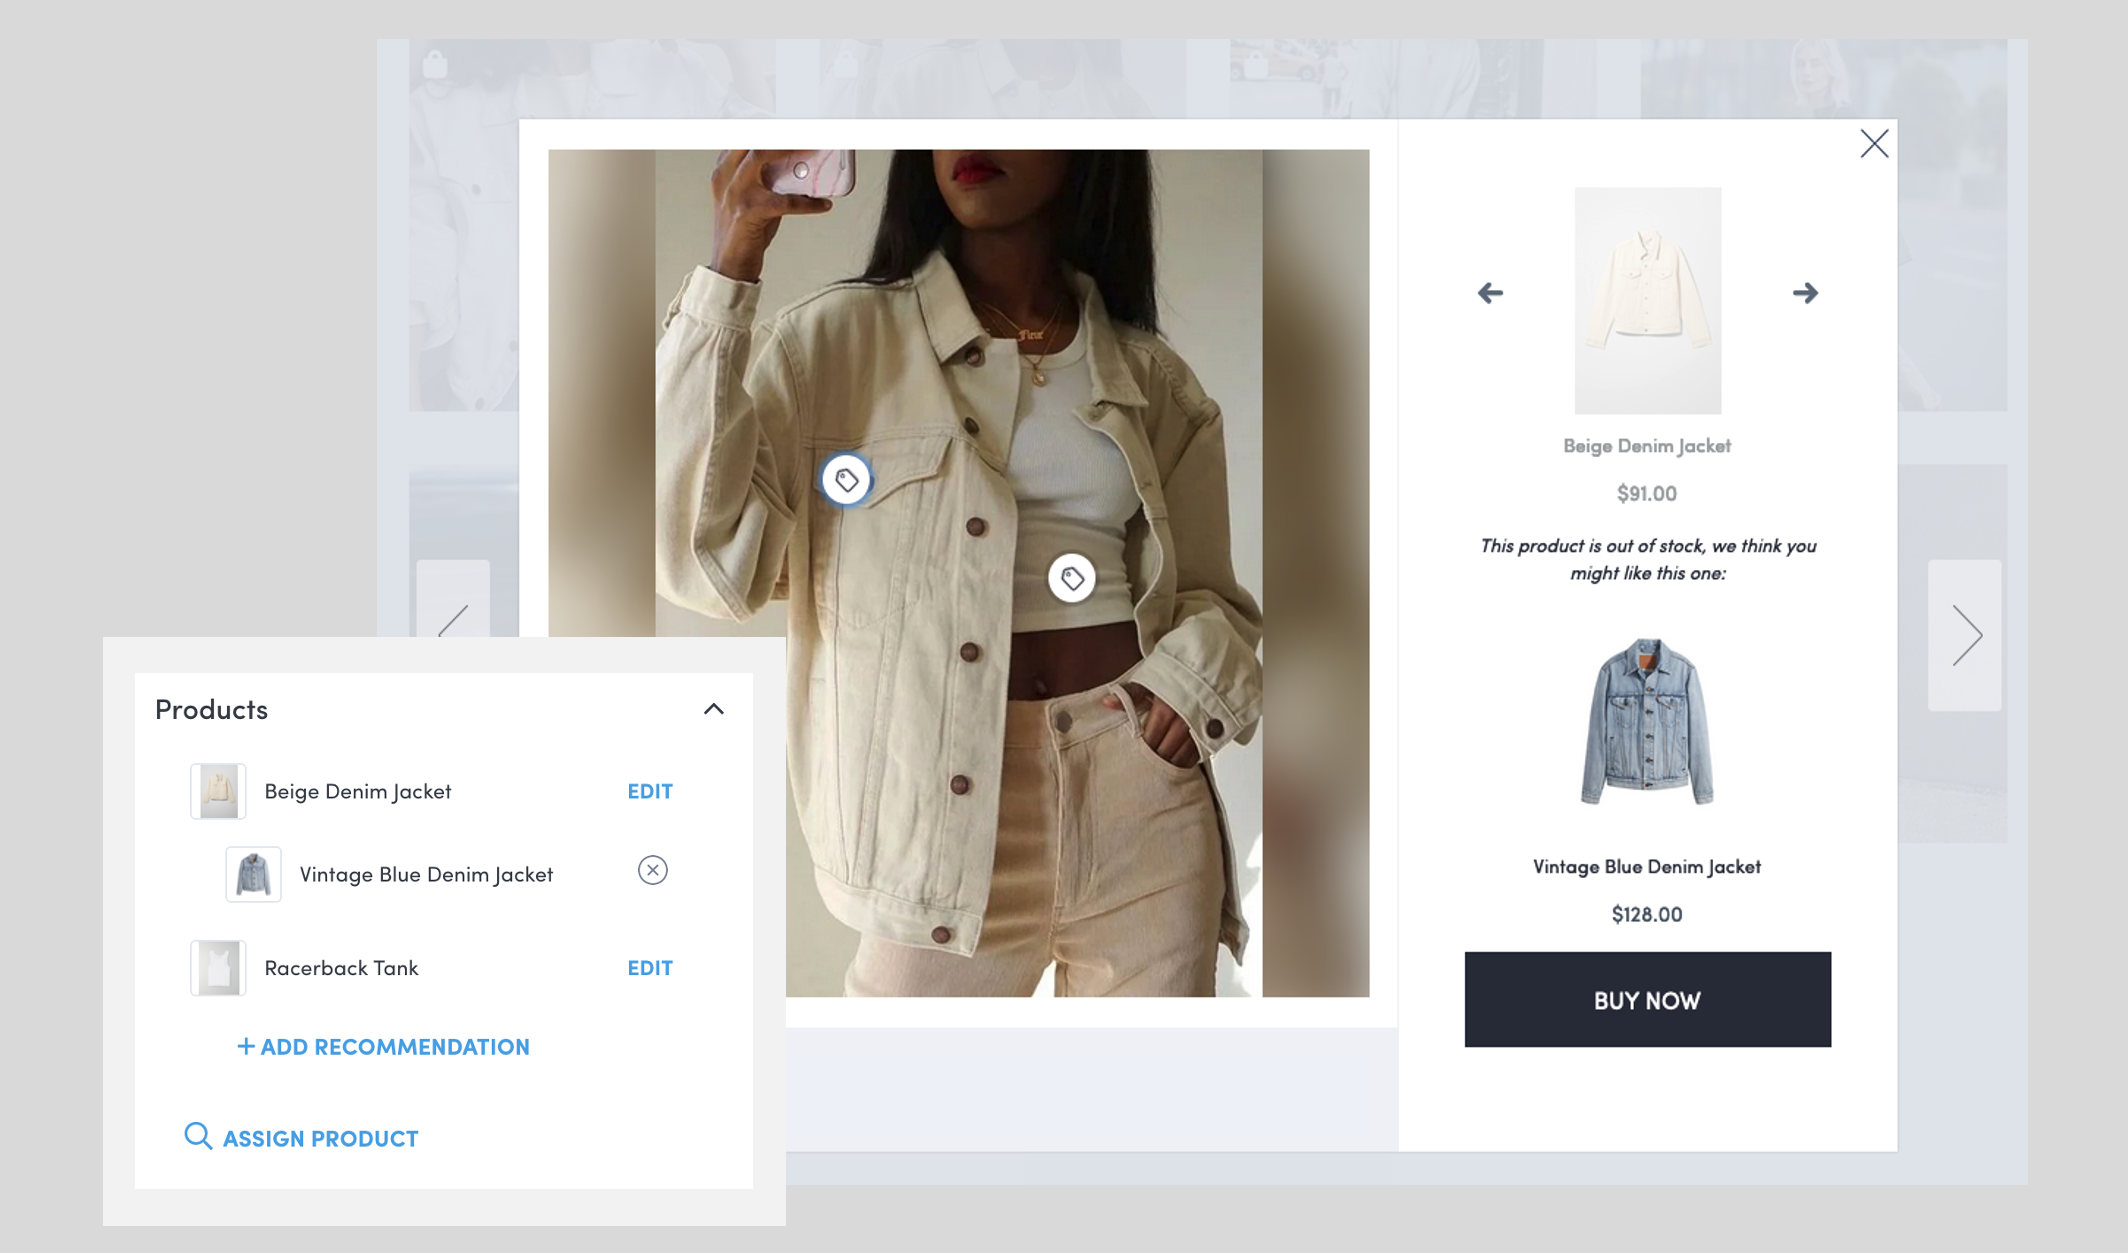 Fleur
Beige Denim Jacket
$91.00
This product is out of stock, we think you
might like this one:
Vintage Blue Denim Jacket
$128.00
BUY NOW
Products
Beige Denim Jacket
EDIT
Vintage Blue Denim Jacket
Racerback Tank
EDIT
+ ADD RECOMMENDATION
ASSIGN PRODUCT